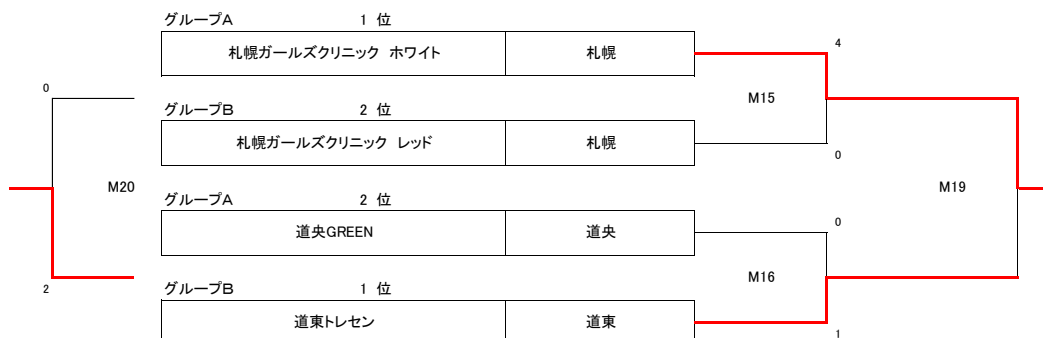 グループA 1 位
札幌ガールズクリニック ホワイト 札幌
4
0
M15
グループB 2 位
札幌ガールズクリニック レッド 札幌
0
M20
M19
グループA 2 位
道央GREEN 道央
0
M16
2
グループB 1 位
道東トレセン 道東
1